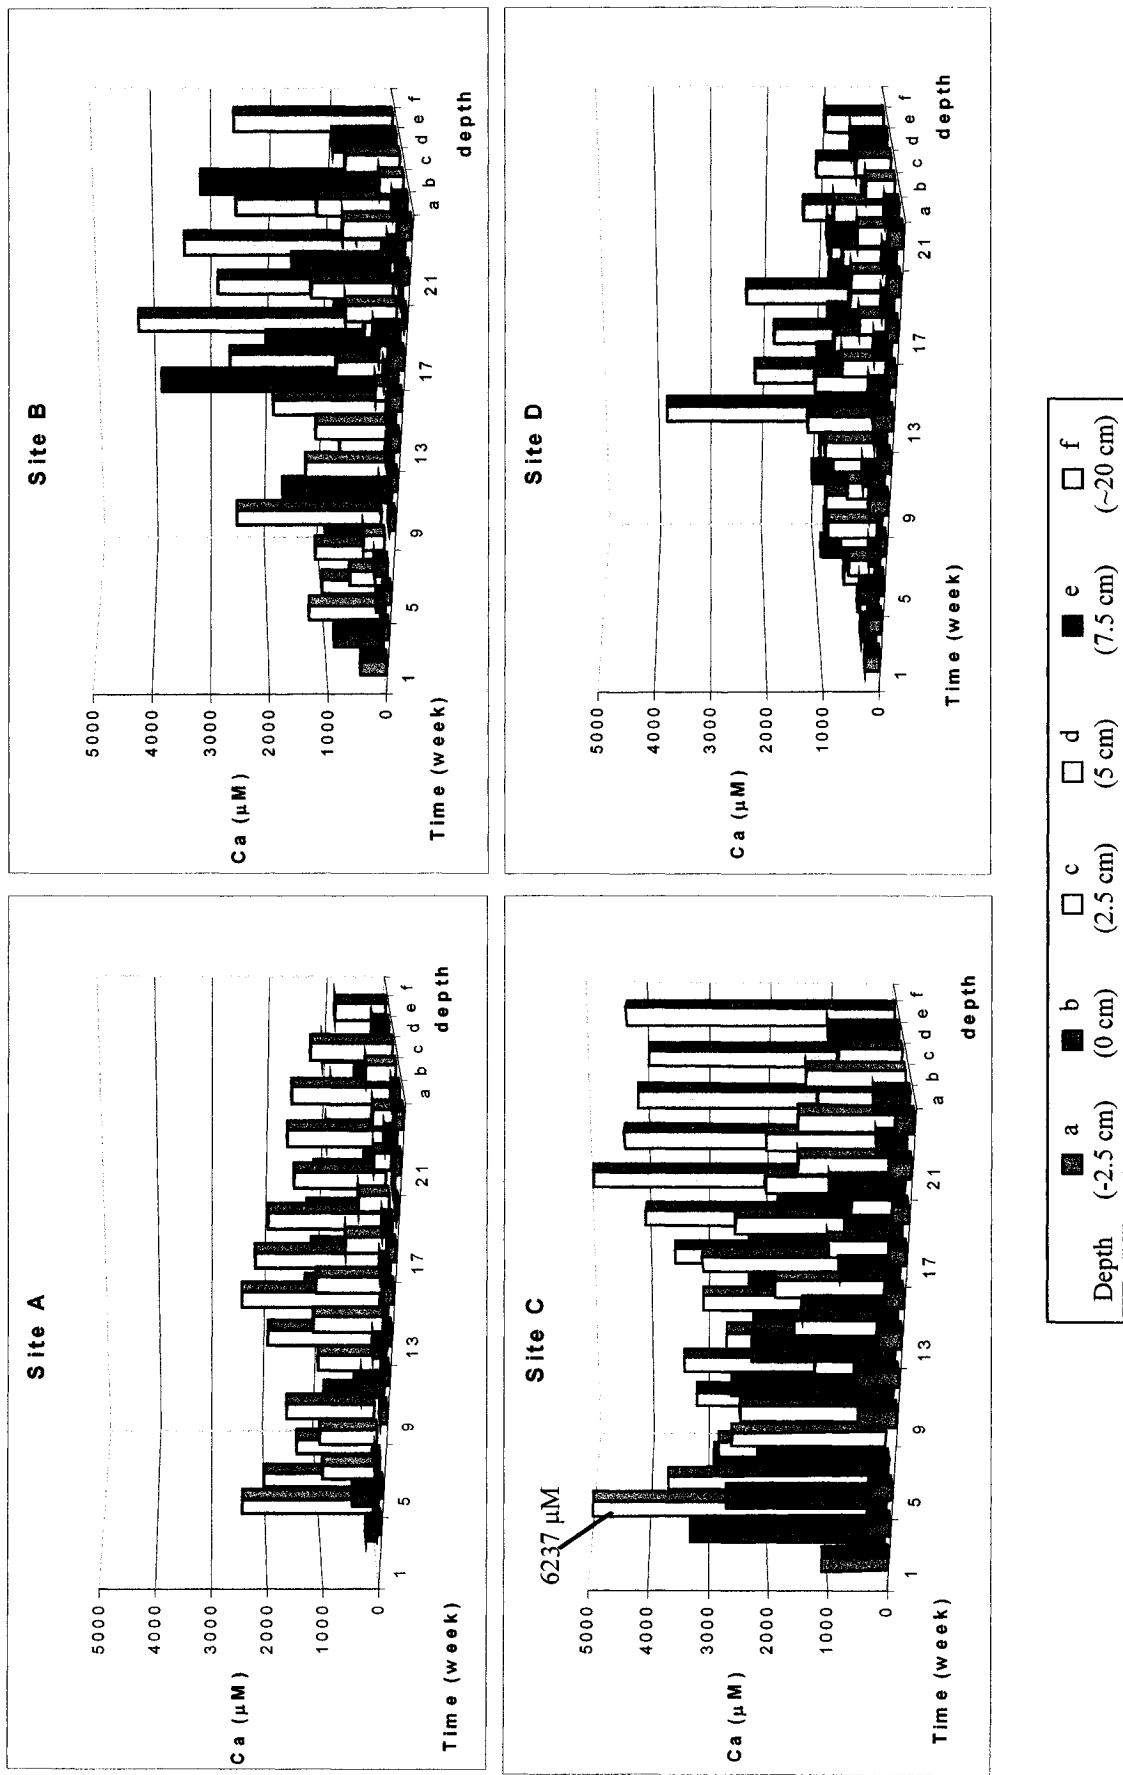 Site A
Ca (µM)
5000
4000
3000
2000
1000
0
Time (week)
1
5
9
13
17
21
a
b
c
d
e
f
depth
Site B
Ca (µM)
5000
4000
3000
2000
1000
0
Time (week)
1
5
9
13
17
21
a
b
c
d
e
f
depth
Site C
6237 µM
Ca (µM)
5000
4000
3000
2000
1000
0
Time (week)
1
5
9
13
17
21
a
b
c
d
e
f
depth
Site D
Ca (µM)
5000
4000
3000
2000
1000
0
Time (week)
1
5
9
13
17
21
a
b
c
d
e
f
depth
Depth a b c d e f
(-2.5 cm) (0 cm) (2.5 cm) (5 cm) (7.5 cm) (~20 cm)